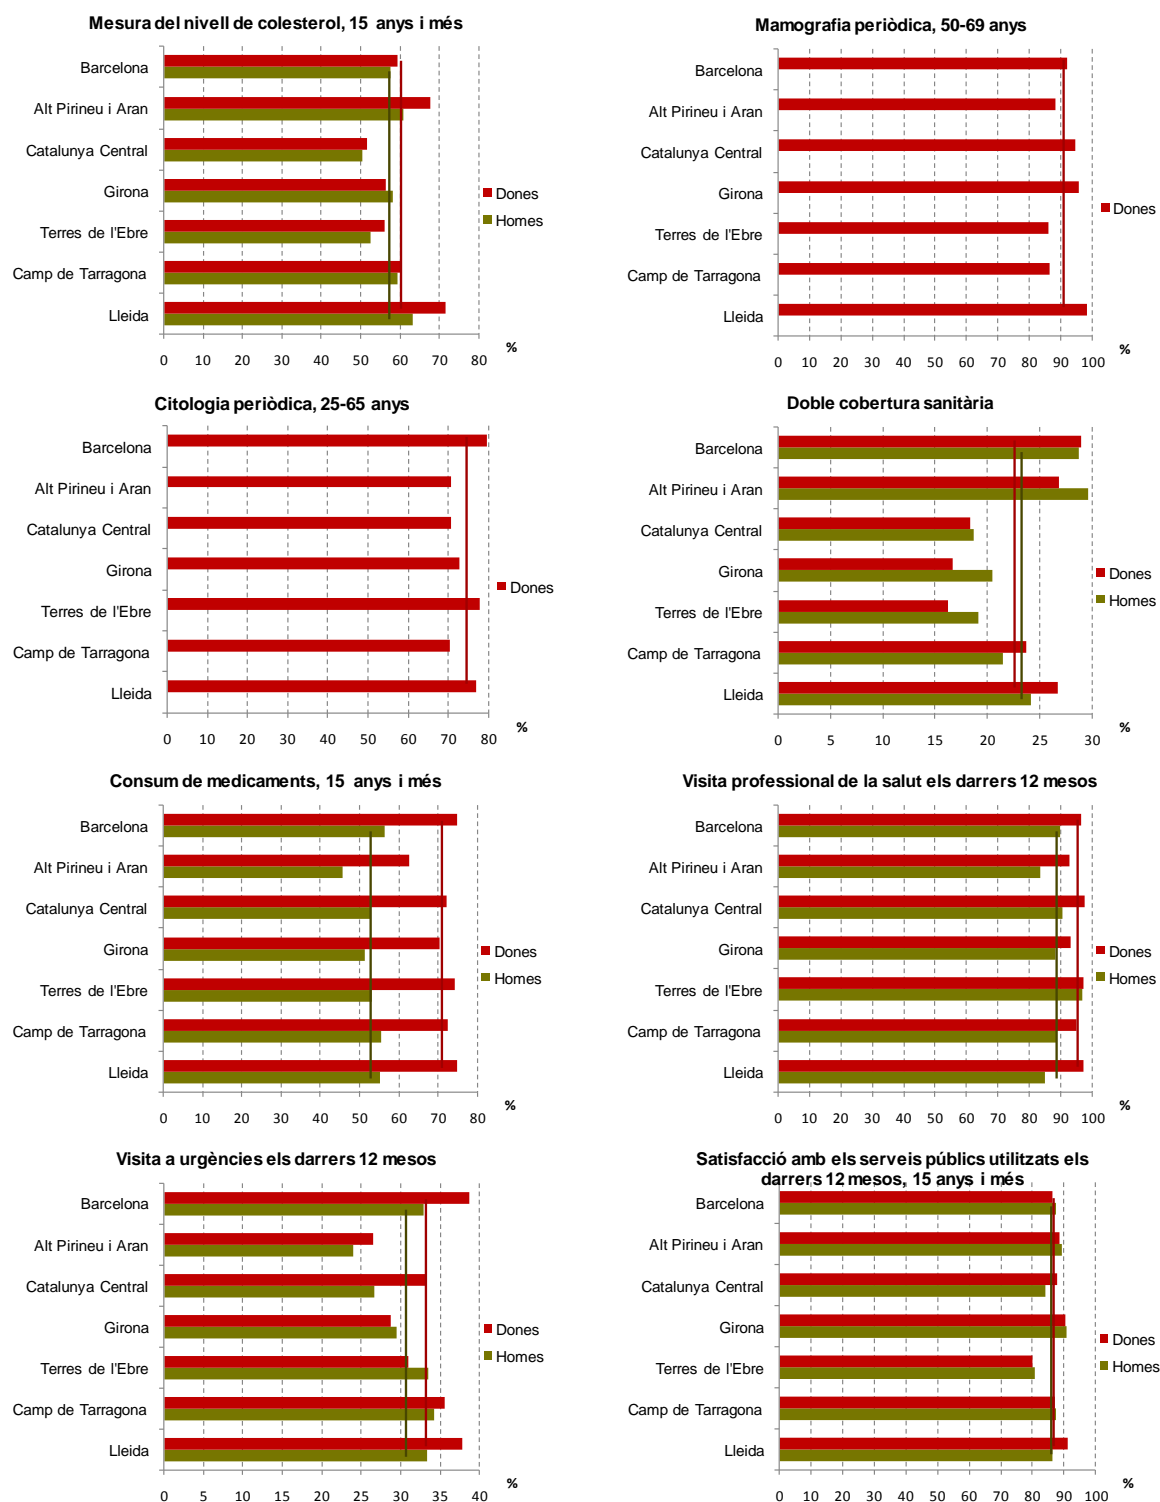 Mesura del nivell de colesterol, 15 anys i més
Barcelona
Alt Pirineu i Aran
Catalunya Central
Girona
Terres de l'Ebre
Camp de Tarragona
Lleida
0 10 20 30 40 50 60 70 80
%
Dones
Homes
Mamografia periòdica, 50-69 anys
Barcelona
Alt Pirineu i Aran
Catalunya Central
Girona
Terres de l'Ebre
Camp de Tarragona
Lleida
0 10 20 30 40 50 60 70 80 90 100
%
Dones
Citologia periòdica, 25-65 anys
Barcelona
Alt Pirineu i Aran
Catalunya Central
Girona
Terres de l'Ebre
Camp de Tarragona
Lleida
0 10 20 30 40 50 60 70 80
%
Dones
Doble cobertura sanitària
Barcelona
Alt Pirineu i Aran
Catalunya Central
Girona
Terres de l'Ebre
Camp de Tarragona
Lleida
0 5 10 15 20 25 30
%
Dones
Homes
Consum de medicaments, 15 anys i més
Barcelona
Alt Pirineu i Aran
Catalunya Central
Girona
Terres de l'Ebre
Camp de Tarragona
Lleida
0 10 20 30 40 50 60 70 80
%
Dones
Homes
Visita professional de la salut els darrers 12 mesos
Barcelona
Alt Pirineu i Aran
Catalunya Central
Girona
Terres de l'Ebre
Camp de Tarragona
Lleida
0 10 20 30 40 50 60 70 80 90 100
%
Dones
Homes
Visita a urgències els darrers 12 mesos
Barcelona
Alt Pirineu i Aran
Catalunya Central
Girona
Terres de l'Ebre
Camp de Tarragona
Lleida
0 5 10 15 20 25 30 35 40
%
Dones
Homes
Satisfacció amb els serveis públics utilitzats els
darrers 12 mesos, 15 anys i més
Barcelona
Alt Pirineu i Aran
Catalunya Central
Girona
Terres de l'Ebre
Camp de Tarragona
Lleida
0 10 20 30 40 50 60 70 80 90 100
%
Dones
Homes